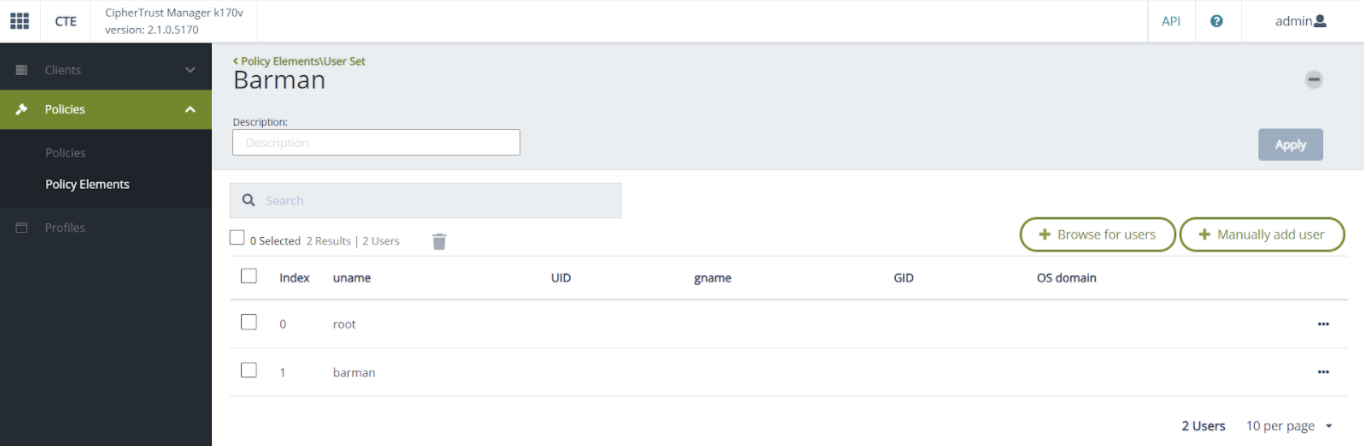 CTE
CipherTrust Manager k170v
version: 2.1.0.5170
API
?
admin
Clients
Policies
Policies
Policy Elements
Profiles
< Policy Elements\User Set
Barman
Description:
Description
Apply
Search
0 Selected 2 Results | 2 Users
+ Browse for users
+ Manually add user
Index uname UID gname GID OS domain
0 root ...
1 barman ...
2 Users 10 per page